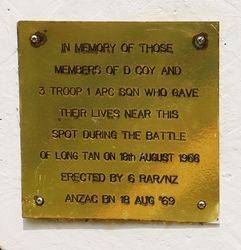 IN MEMORY OF THOSE
MEMBERS OF D COY AND
3 TROOP 1 APC SQN WHO GAVE
THEIR LIVES NEAR THIS
SPOT DURING THE BATTLE
OF LONG TAN ON 18th AUGUST 1966
ERECTED BY 6 RAR/NZ
ANZAC BN 18 AUG '69